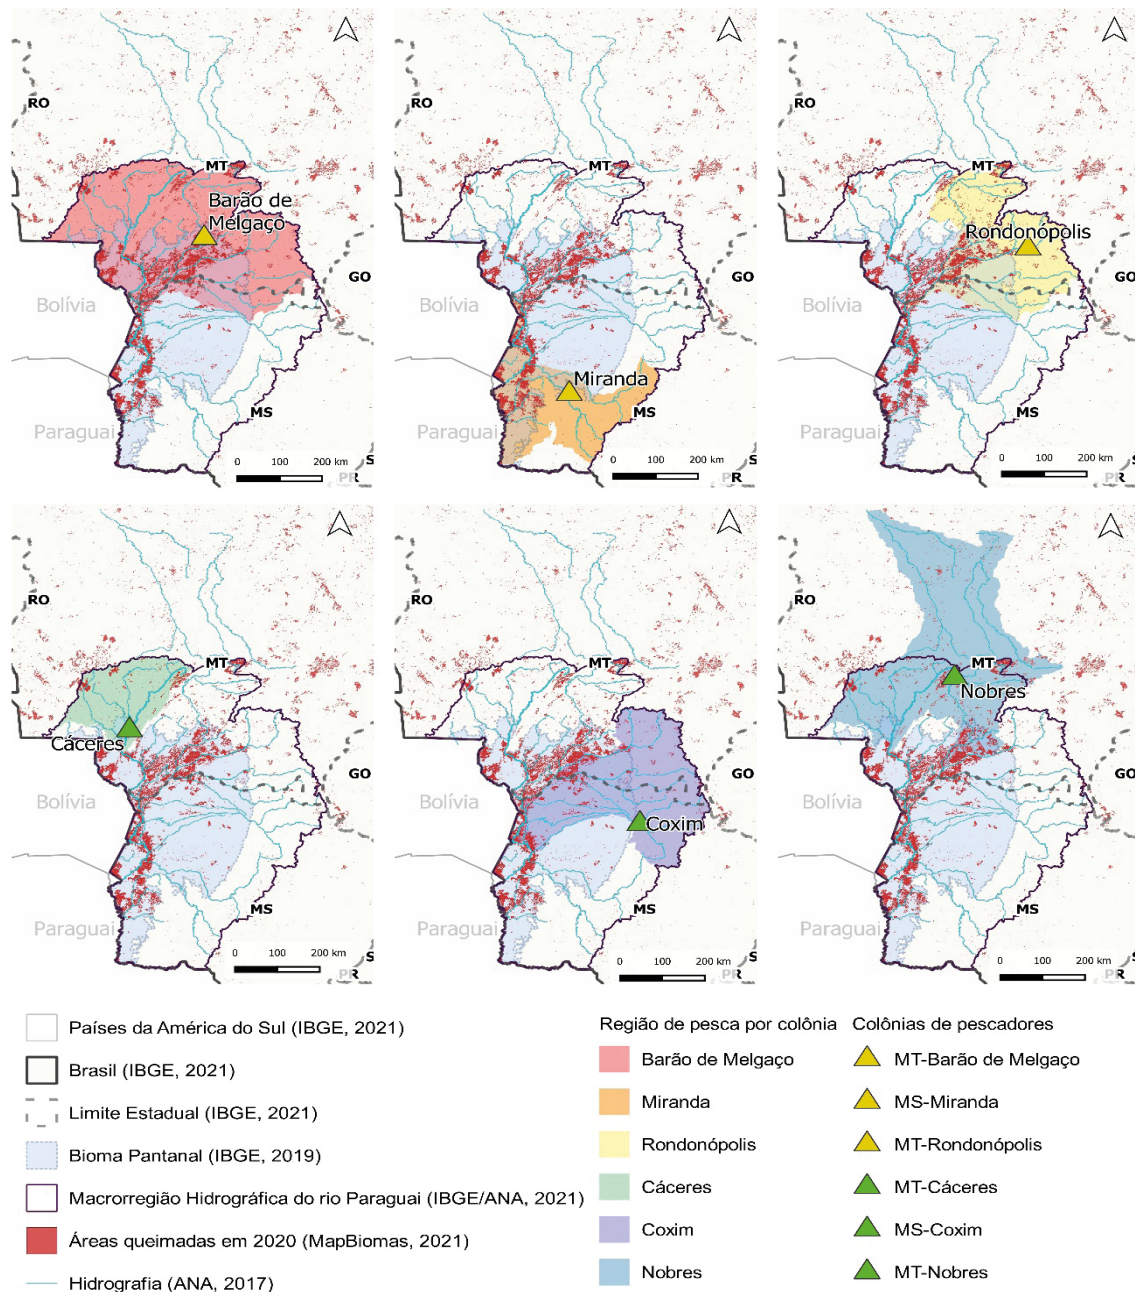 RO
MT
Barão de
Melgaço
GO
Bolívia
MS
Paraguai
0 100 200 km
S
PR
RO
MT
GO
Bolívia
Miranda
MS
Paraguai
0 100 200 km
S
PR
RO
MT
Rondonópolis
GO
Bolívia
MS
Paraguai
0 100 200 km
S
PR
RO
MT
Cáceres
GO
Bolívia
MS
Paraguai
0 100 200 km
S
PR
RO
MT
GO
Bolívia
Coxim
MS
Paraguai
0 100 200 km
S
PR
RO
MT
Nobres
GO
Bolívia
MS
Paraguai
0 100 200 km
S
PR
Países da América do Sul (IBGE, 2021)
Brasil (IBGE, 2021)
Limite Estadual (IBGE, 2021)
Bioma Pantanal (IBGE, 2019)
Macrorregião Hidrográfica do rio Paraguai (IBGE/ANA, 2021)
Áreas queimadas em 2020 (MapBiomas, 2021)
Hidrografia (ANA, 2017)
Região de pesca por colônia
Barão de Melgaço
Miranda
Rondonópolis
Cáceres
Coxim
Nobres
Colônias de pescadores
MT-Barão de Melgaço
MS-Miranda
MT-Rondonópolis
MT-Cáceres
MS-Coxim
MT-Nobres